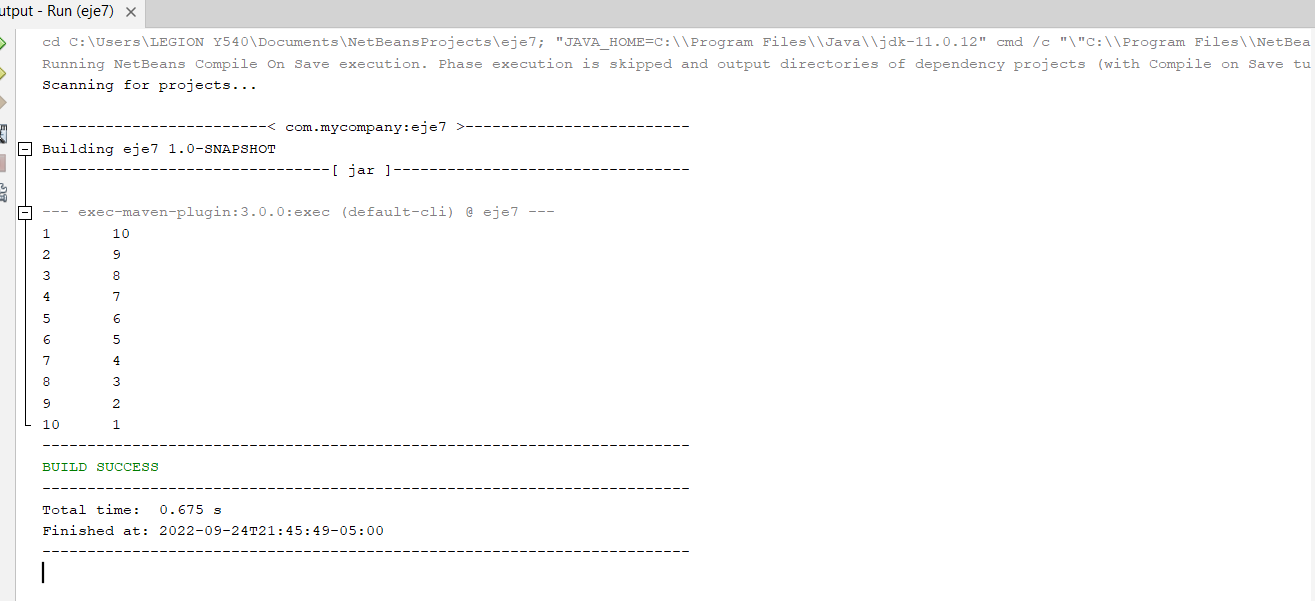 utput - Run (eje7) ×
cd C:\Users\LEGION Y540\Documents\NetBeansProjects\eje7; "JAVA_HOME=C:\\Program Files\\Java\\jdk-11.0.12" cmd /c "\"C:\\Program Files\\NetBea
Running NetBeans Compile On Save execution. Phase execution is skipped and output directories of dependency projects (with Compile on Save tu
Scanning for projects...
-------------------------< com.mycompany:eje7 >-------------------------
Building eje7 1.0-SNAPSHOT
--------------------------------[ jar ]---------------------------------
--- exec-maven-plugin:3.0.0:exec (default-cli) @ eje7 ---
1 10
2 9
3 8
4 7
5 6
6 5
7 4
8 3
9 2
10 1
------------------------------------------------------------------------
BUILD SUCCESS
------------------------------------------------------------------------
Total time:  0.675 s
Finished at: 2022-09-24T21:45:49-05:00
------------------------------------------------------------------------